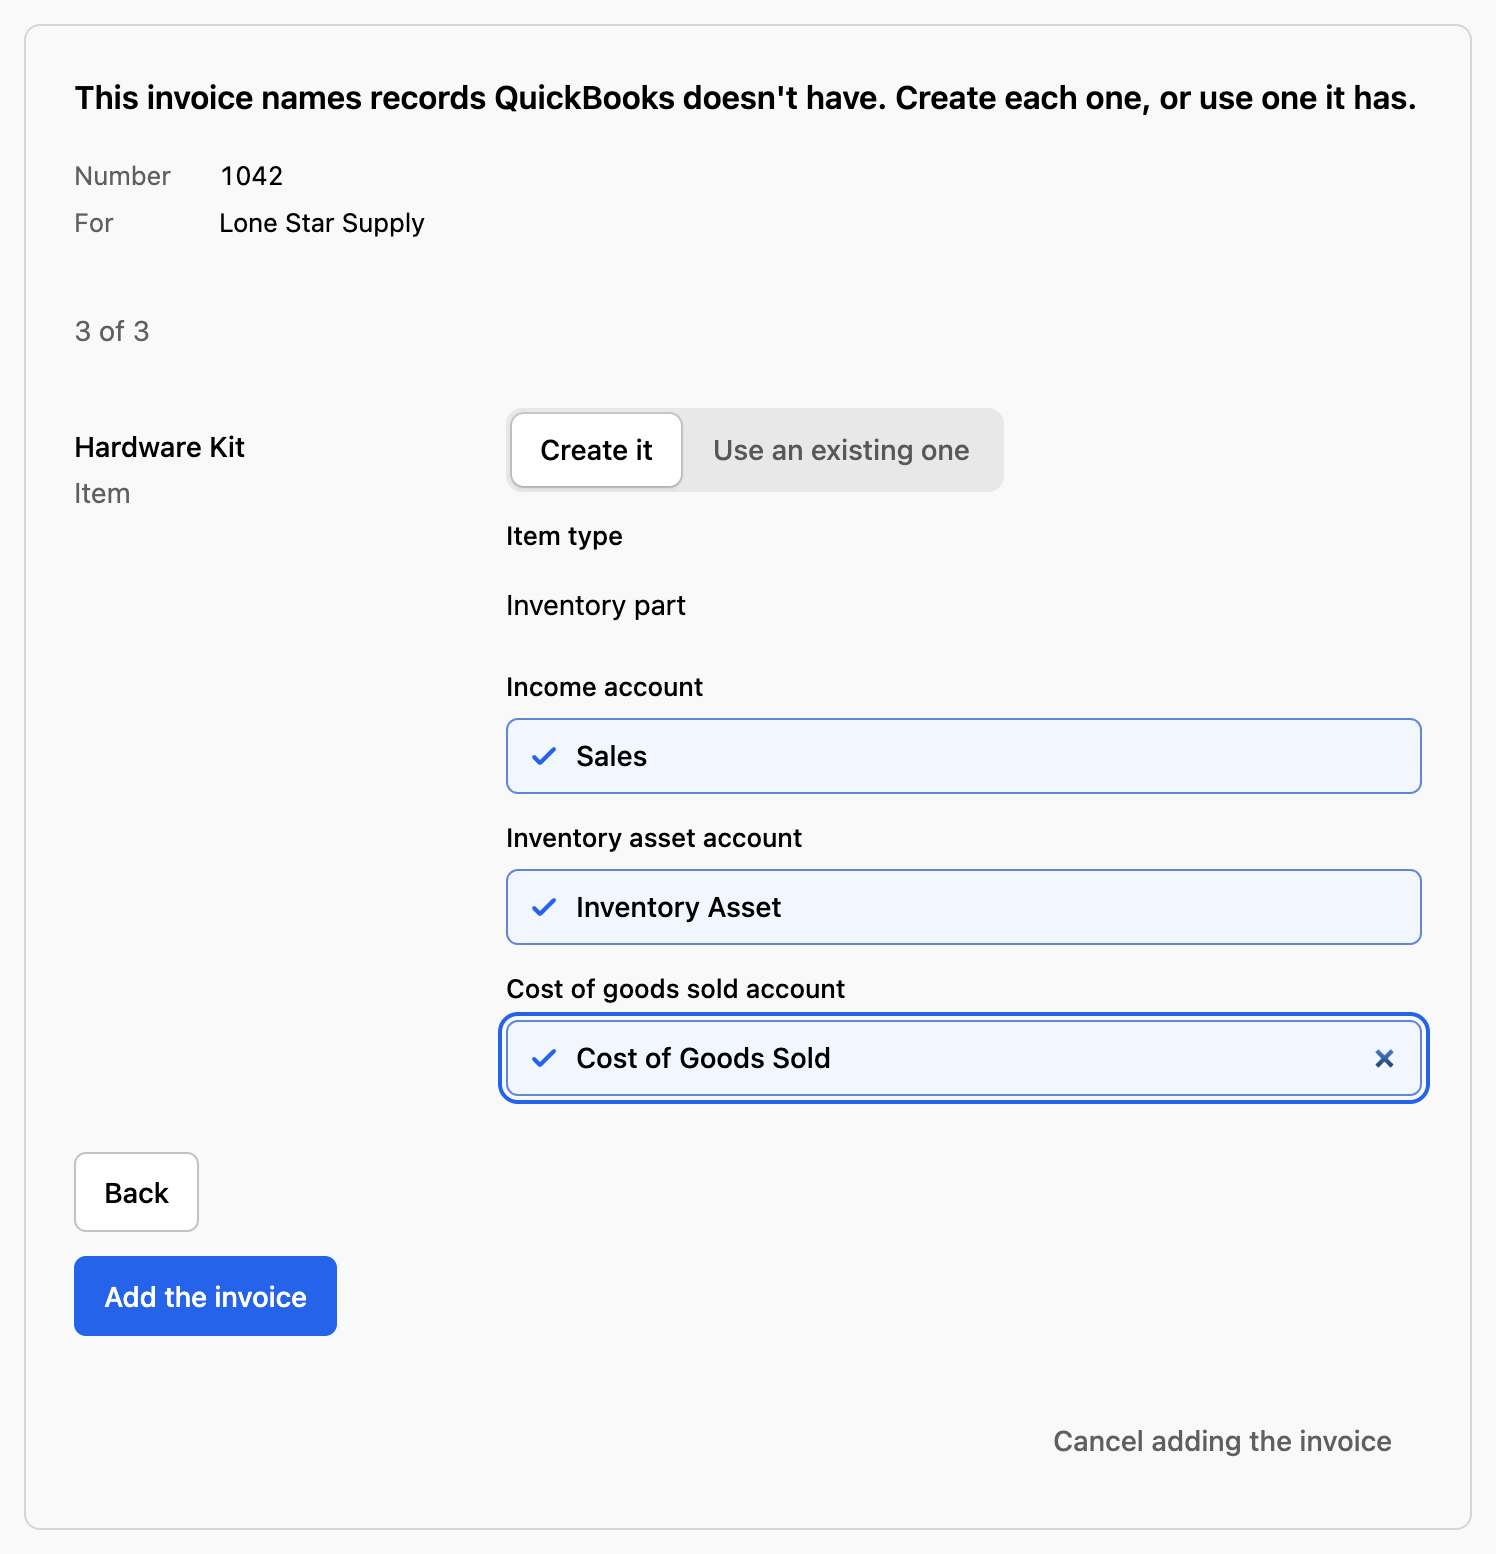 This invoice names records QuickBooks doesn't have. Create each one, or use one it has.
Number 1042
For Lone Star Supply
3 of 3
Hardware Kit
Item
Create it Use an existing one
Item type
Inventory part
Income account
Sales
Inventory asset account
Inventory Asset
Cost of goods sold account
Cost of Goods Sold
Back
Add the invoice
Cancel adding the invoice